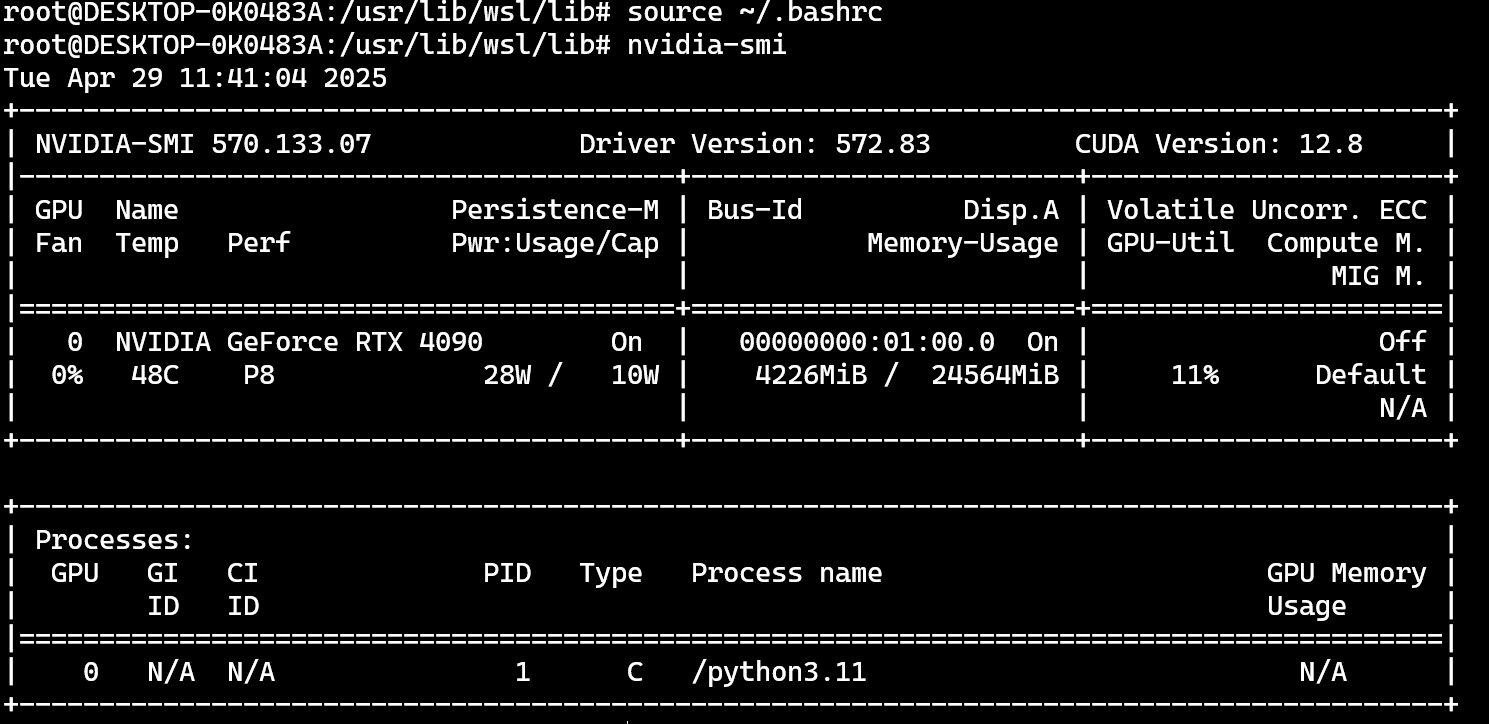 root@DESKTOP-0K0483A:/usr/lib/wsl/lib# source ~/.bashrc
root@DESKTOP-0K0483A:/usr/lib/wsl/lib# nvidia-smi
Tue Apr 29 11:41:04 2025
+-----------------------------------------------------------------------------------------+
| NVIDIA-SMI 570.133.07             Driver Version: 572.83         CUDA Version: 12.8     |
|-----------------------------------------+------------------------+----------------------+
| GPU  Name                 Persistence-M | Bus-Id          Disp.A | Volatile Uncorr. ECC |
| Fan  Temp   Perf          Pwr:Usage/Cap |           Memory-Usage | GPU-Util  Compute M. |
|                                         |                        |               MIG M. |
|=========================================+========================+======================|
|   0  NVIDIA GeForce RTX 4090        On  |   00000000:01:00.0  On |                  Off |
|  0%   48C    P8             28W /   10W |    4226MiB /  24564MiB |     11%      Default |
|                                         |                        |                  N/A |
+-----------------------------------------+------------------------+----------------------+

+-----------------------------------------------------------------------------------------+
| Processes:                                                                              |
|  GPU   GI   CI              PID   Type   Process name                        GPU Memory |
|        ID   ID                                                               Usage      |
|=========================================================================================|
|    0   N/A  N/A               1      C   /python3.11                           N/A      |
+-----------------------------------------------------------------------------------------+